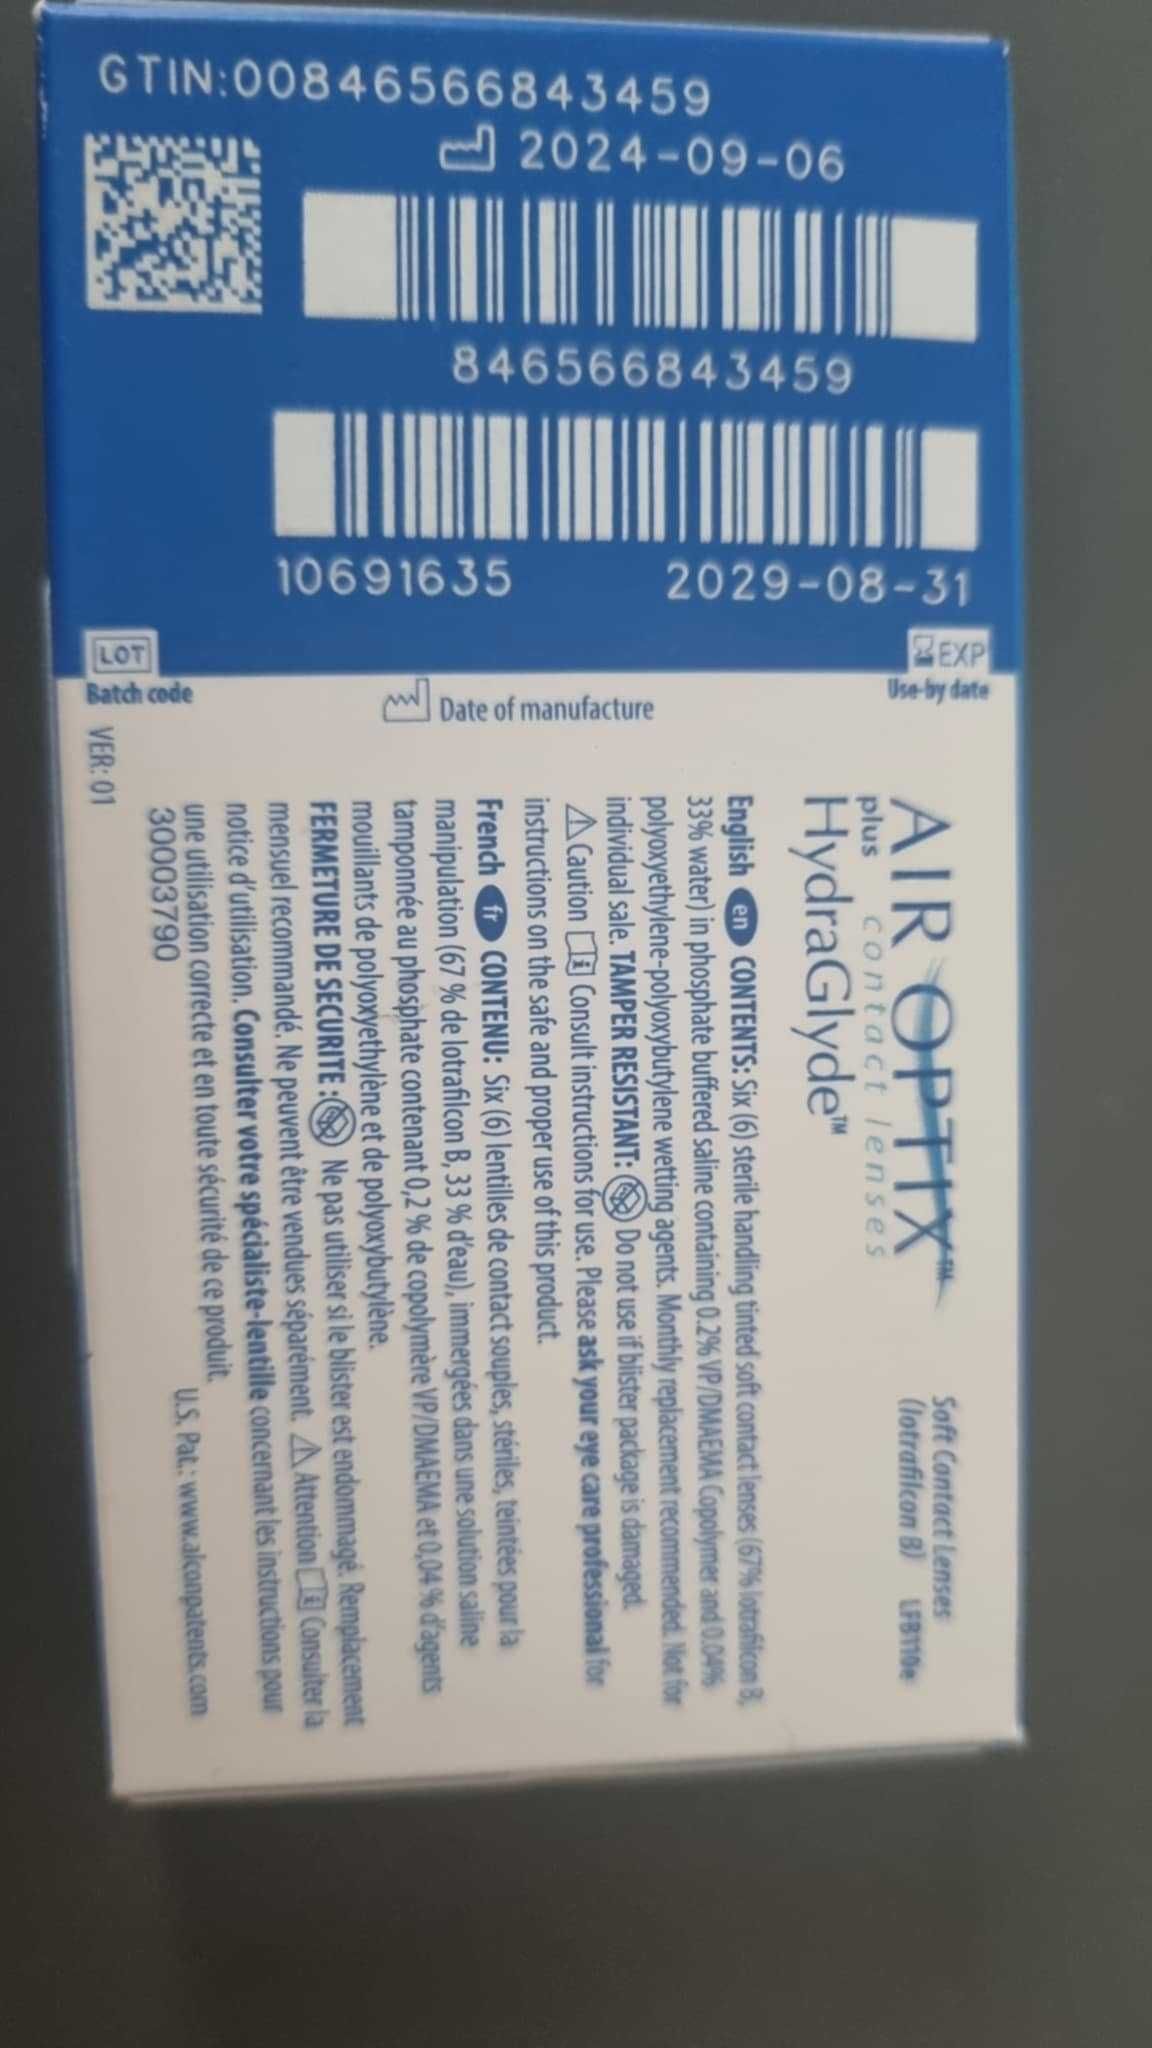 GTIN:00846566843459
2024-09-06
846566843459
10691635 2029-08-31
LOT
Batch code
Date of manufacture
EXP
Use-by date
VER: 01
AIR OPTIX™
plus contact lenses
HydraGlyde™
Soft Contact Lenses
(lotrafilcon B) LFB110e
English en CONTENTS: Six (6) sterile handling tinted soft contact lenses (67% lotrafilcon B,
33% water) in phosphate buffered saline containing 0.2% VP/DMAEMA Copolymer and 0.04%
polyoxyethylene-polyoxybutylene wetting agents. Monthly replacement recommended. Not for
individual sale. TAMPER RESISTANT: Do not use if blister package is damaged.
Caution Consult instructions for use. Please ask your eye care professional for
instructions on the safe and proper use of this product.
French fr CONTENU: Six (6) lentilles de contact souples, stériles, teintées pour la
manipulation (67 % de lotrafilcon B, 33 % d'eau), immergées dans une solution saline
tamponnée au phosphate contenant 0,2 % de copolymère VP/DMAEMA et 0,04 % d'agents
mouillants de polyoxyethylène et de polyoxybutylène.
FERMETURE DE SECURITE : Ne pas utiliser si le blister est endommagé. Remplacement
mensuel recommandé. Ne peuvent être vendues séparément. Attention Consulter la
notice d'utilisation. Consulter votre spécialiste-lentille concernant les instructions pour
une utilisation correcte et en toute sécurité de ce produit.
30003790
U.S. Pat.: www.alconpatents.com